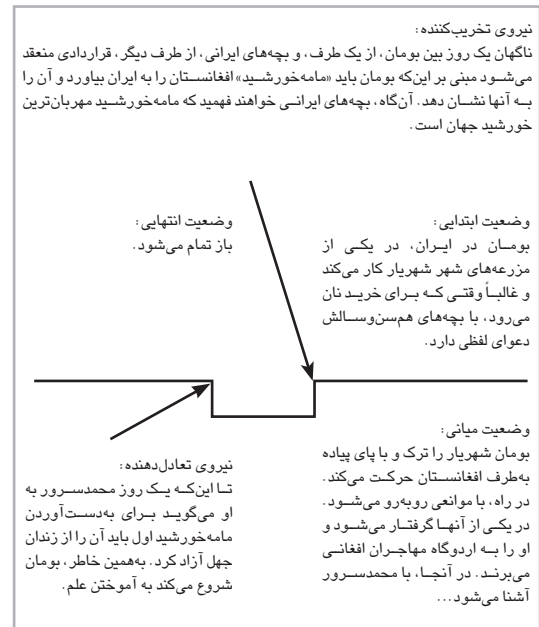 نیروی تخریب‌کننده:
ناگهان یک روز بین بومان، از یک طرف، و بچه‌های ایرانی، از طرف دیگر، قراردادی منعقد
می‌شود مبنی بر این‌که بومان باید «مامه‌خورشید» افغانستان را به ایران بیاورد و آن را
به آنها نشان دهد. آن‌گاه، بچه‌های ایرانی خواهند فهمید که مامه‌خورشید مهربان‌ترین
خورشید جهان است.
وضعیت ابتدایی:
بومان در ایران، در یکی از
مزرعه‌های شهر شهریار کار می‌کند
و غالباً وقتی که برای خرید نان
می‌رود، با بچه‌های هم‌سن‌وسالش
دعوای لفظی دارد.
وضعیت انتهایی:
باز تمام می‌شود.
وضعیت میانی:
بومان شهریار را ترک و با پای پیاده
به‌طرف افغانستان حرکت می‌کند.
در راه، با موانعی روبه‌رو می‌شود.
در یکی از آنها گرفتار می‌شود و
او را به اردوگاه مهاجران افغانی
می‌برند. در آنجا، با محمدسرور
آشنا می‌شود...
نیروی تعادل‌دهنده:
تا این‌که یک روز محمدسرور به
او می‌گوید برای به‌دست‌آوردن
مامه‌خورشید اول باید آن را از زندان
جهل آزاد کرد. به‌همین خاطر، بومان
شروع می‌کند به آموختن علم.